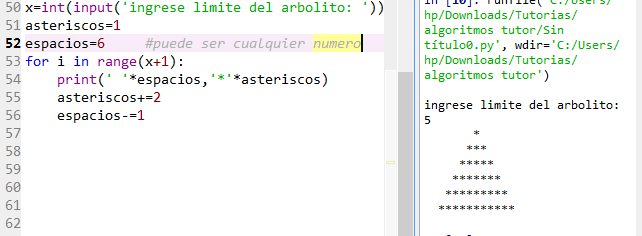 50 x=int(input('ingrese limite del arbolito: '))
51 asteriscos=1
52 espacios=6 #puede ser cualquier numero
53 for i in range(x+1):
54 print(' '*espacios,'*'*asteriscos)
55 asteriscos+=2
56 espacios-=1
57
58
59
60
61
62
In [10]: runfile('C:/Users/
hp/Downloads/Tutorias/
algoritmos tutor/Sin
título0.py', wdir='C:/Users/
hp/Downloads/Tutorias/
algoritmos tutor')
ingrese limite del arbolito:
5
*
***
*****
*******
*********
***********